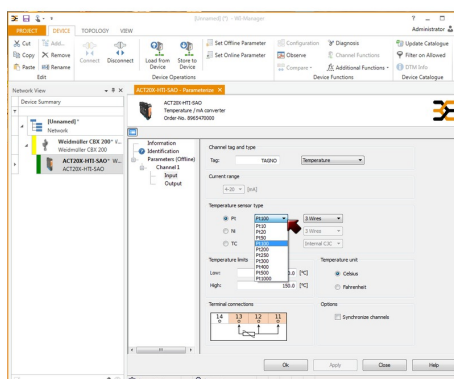 [Unnamed] (*) - WI-Manager
PROJECT DEVICE TOPOLOGY VIEW Administrator
Cut Add... Set Offline Parameter Configuration Diagnosis Update Catalogue
Copy Remove Connect Disconnect Load from Device Store to Device Set Online Parameter Observe Channel Functions Filter on Allowed
Paste Rename Compare Additional Functions DTM Info
Edit Device Operations Device Functions Device Catalogue
Network View ACT20X-HTI-SAO - Parameterize
Device Summary
ACT20X-HTI-SAO
Temperature / mA converter
Order-No. 8965470000
[Unnamed]*
Network
Weidmüller CBX 200*
Weidmüller CBX 200
ACT20X-HTI-SAO* W...
ACT20X-HTI-SAO
Information
Identification
Parameters (Offline)
Channel 1
Input
Output
Channel tag and type
Tag: TAGNO Temperature
Current range
4-20 [mA]
Temperature sensor type
Pt Pt100 3 Wires
Ni 3 Wires
TC Internal CJC
Pt10
Pt20
Pt50
Pt100
Pt200
Pt250
Pt300
Pt400
Pt500
Pt1000
Temperature limits Temperature unit
Low: [°C] Celsius
High: 150.0 [°C] Fahrenheit
Terminal connections Options
14 13 12 11 Synchronize channels
Ok Apply Close Help